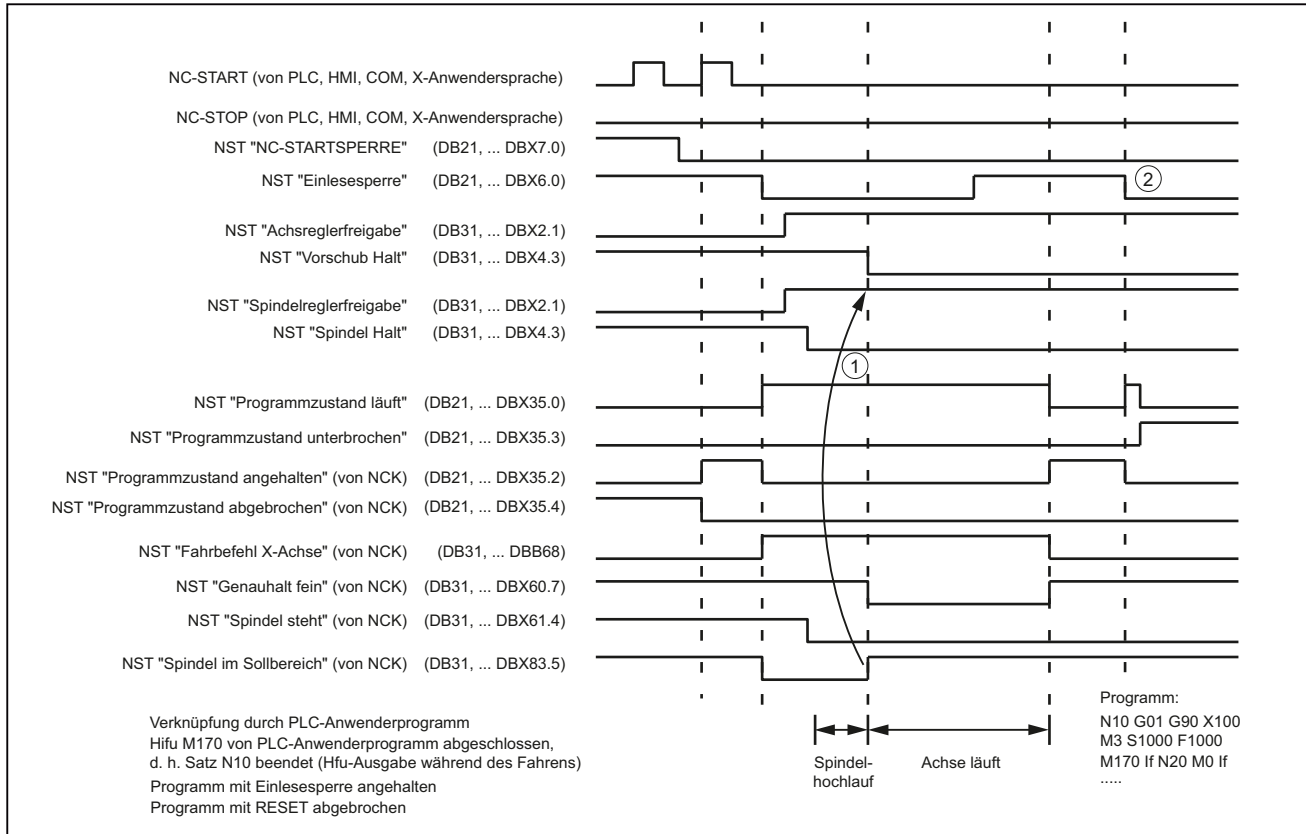 NC-START (von PLC, HMI, COM, X-Anwendersprache)
NC-STOP (von PLC, HMI, COM, X-Anwendersprache)
NST "NC-STARTSPERRE" (DB21, ... DBX7.0)
NST "Einlesesperre" (DB21, ... DBX6.0)
2
NST "Achsreglerfreigabe" (DB31, ... DBX2.1)
NST "Vorschub Halt" (DB31, ... DBX4.3)
NST "Spindelreglerfreigabe" (DB31, ... DBX2.1)
NST "Spindel Halt" (DB31, ... DBX4.3)
1
NST "Programmzustand läuft" (DB21, ... DBX35.0)
NST "Programmzustand unterbrochen" (DB21, ... DBX35.3)
NST "Programmzustand angehalten" (von NCK) (DB21, ... DBX35.2)
NST "Programmzustand abgebrochen" (von NCK) (DB21, ... DBX35.4)
NST "Fahrbefehl X-Achse" (von NCK) (DB31, ... DBB68)
NST "Genauhalt fein" (von NCK) (DB31, ... DBX60.7)
NST "Spindel steht" (von NCK) (DB31, ... DBX61.4)
NST "Spindel im Sollbereich" (von NCK) (DB31, ... DBX83.5)
Verknüpfung durch PLC-Anwenderprogramm
Hifu M170 von PLC-Anwenderprogramm abgeschlossen,
d. h. Satz N10 beendet (Hfu-Ausgabe während des Fahrens)
Programm mit Einlesesperre angehalten
Programm mit RESET abgebrochen
Spindel-
hochlauf
Achse läuft
Programm:
N10 G01 G90 X100
M3 S1000 F1000
M170 lf N20 M0 lf
.....